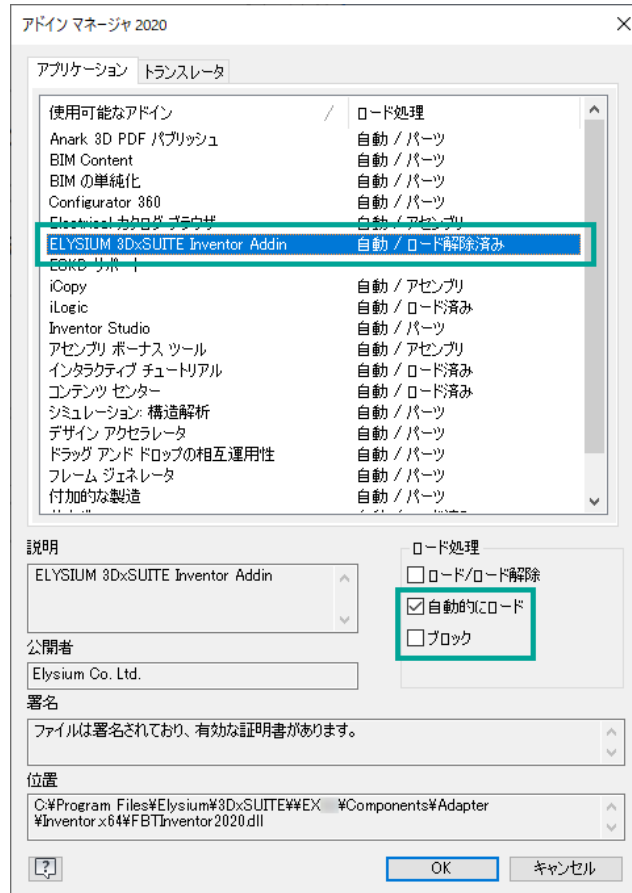 アドイン マネージャ 2020
アプリケーション トランスレータ
使用可能なアドイン / ロード処理
Anark 3D PDF パブリッシュ 自動 / パーツ
BIM Content 自動 / パーツ
BIM の単純化 自動 / パーツ
Configurator 360 自動 / パーツ
Electrical カタログ ブラウザ 自動 / アセンブリ
ELYSIUM 3DxSUITE Inventor Addin 自動 / ロード解除済み
ESKD サポート
iCopy 自動 / アセンブリ
iLogic 自動 / ロード済み
Inventor Studio 自動 / パーツ
アセンブリ ボーナス ツール 自動 / アセンブリ
インタラクティブ チュートリアル 自動 / ロード済み
コンテンツ センター 自動 / ロード済み
シミュレーション: 構造解析 自動 / パーツ
デザイン アクセラレータ 自動 / パーツ
ドラッグ アンド ドロップの相互運用性 自動 / パーツ
フレーム ジェネレータ 自動 / パーツ
付加的な製造 自動 / パーツ
説明
ELYSIUM 3DxSUITE Inventor Addin
ロード処理
ロード/ロード解除
自動的にロード
ブロック
公開者
Elysium Co. Ltd.
署名
ファイルは署名されており、有効な証明書があります。
位置
C:¥Program Files¥Elysium¥3DxSUITE¥¥EX ¥Components¥Adapter
¥Inventor.x64¥FBTInventor2020.dll
?
OK キャンセル